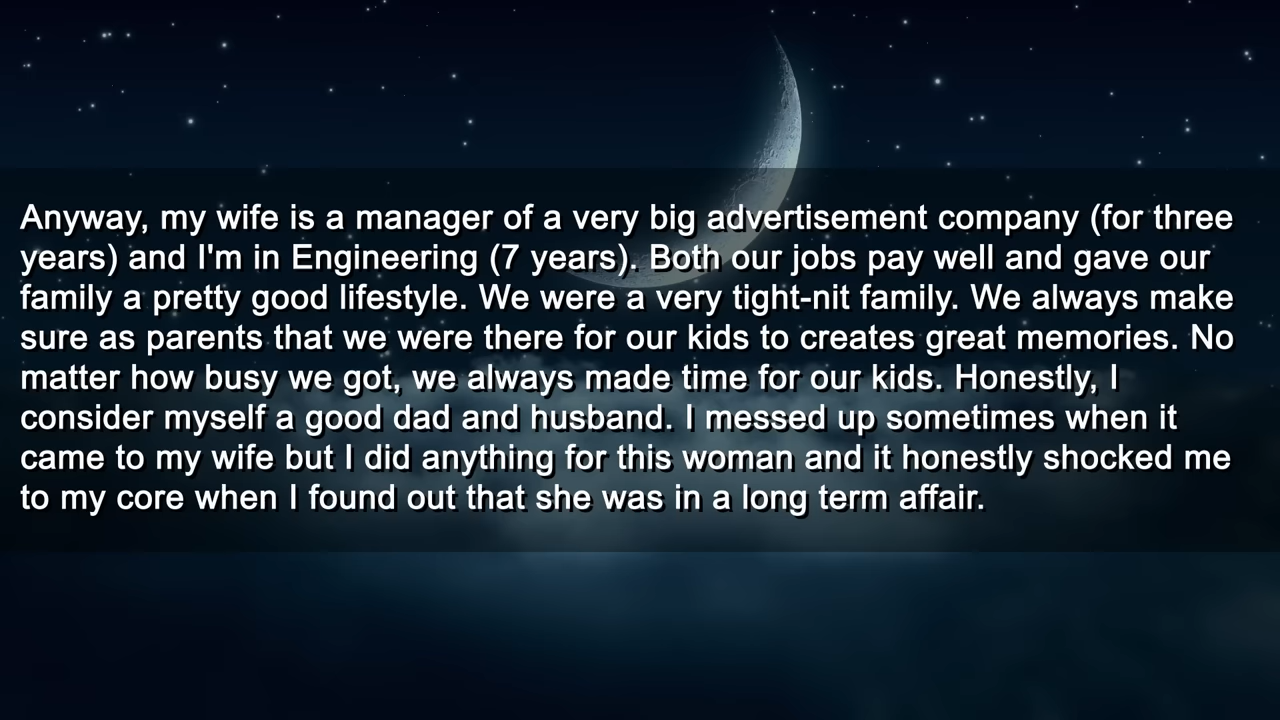 Anyway, my wife is a manager of a very big advertisement company (for three
years) and I'm in Engineering (7 years). Both our jobs pay well and gave our
family a pretty good lifestyle. We were a very tight-nit family. We always make
sure as parents that we were there for our kids to creates great memories. No
matter how busy we got, we always made time for our kids. Honestly, I
consider myself a good dad and husband. I messed up sometimes when it
came to my wife but I did anything for this woman and it honestly shocked me
to my core when I found out that she was in a long term affair.